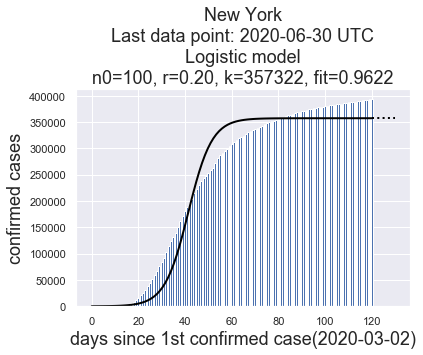 New York
Last data point: 2020-06-30 UTC
Logistic model
n0=100, r=0.20, k=357322, fit=0.9622
400000
350000
300000
250000
200000
150000
100000
50000
0
confirmed cases
0 20 40 60 80 100 120
days since 1st confirmed case(2020-03-02)